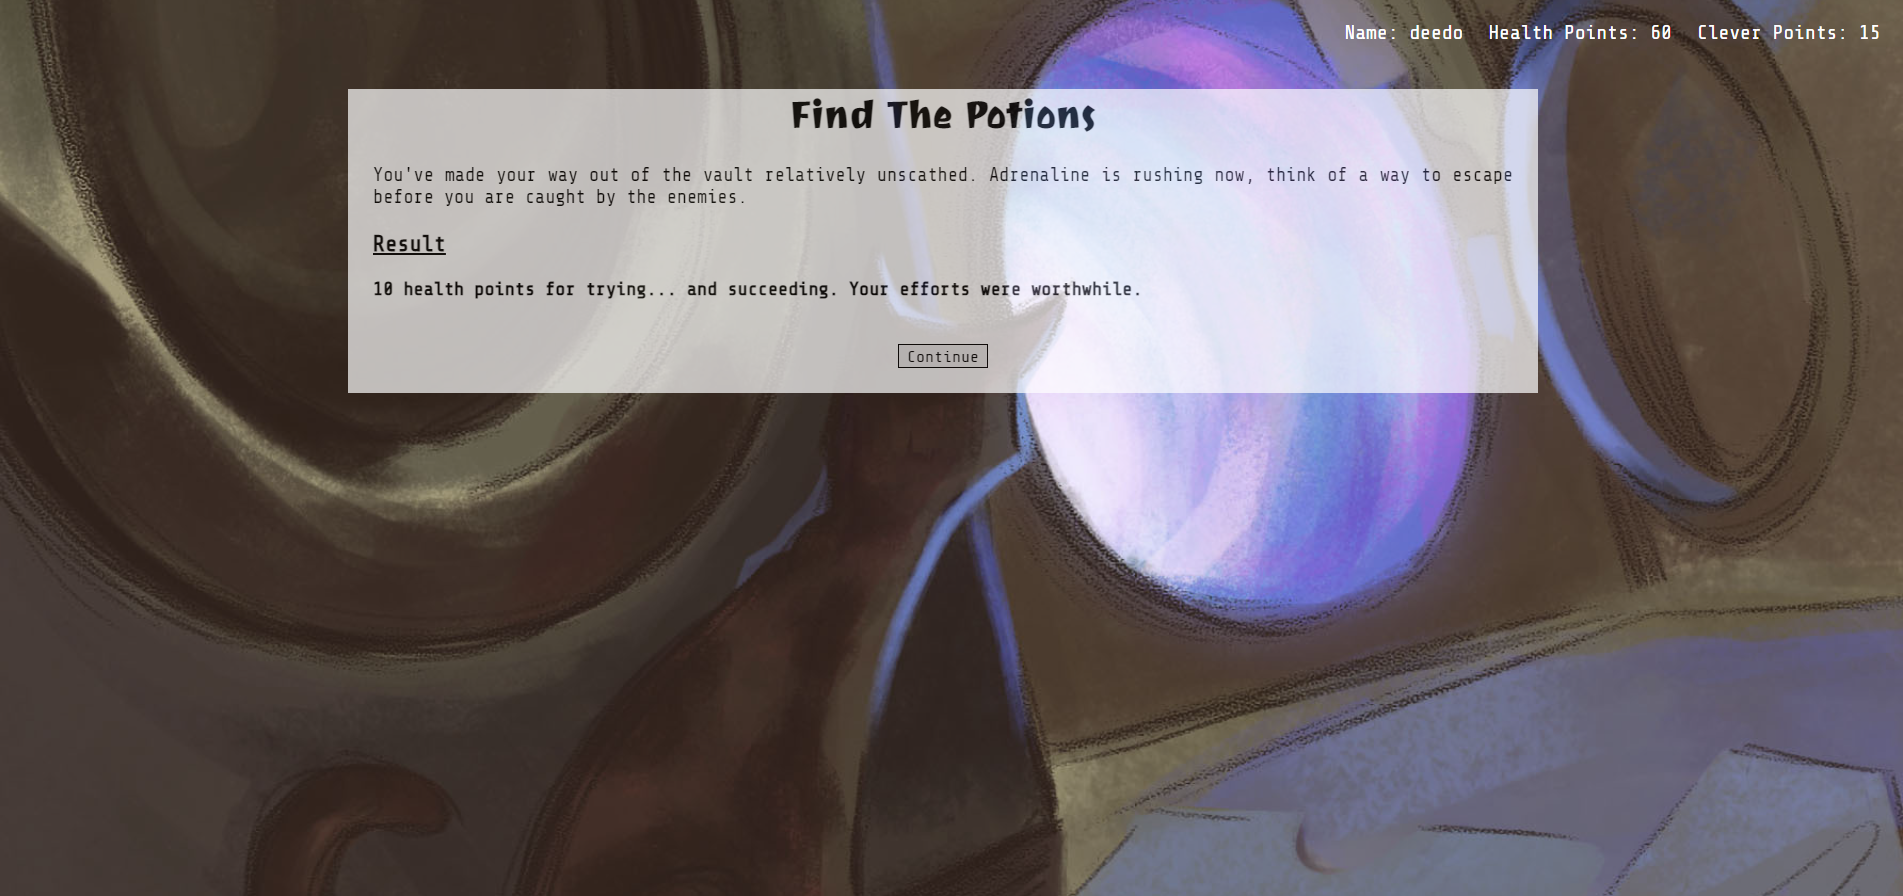 Name: deedo Health Points: 60 Clever Points: 15
Find The Potions
You've made your way out of the vault relatively unscathed. Adrenaline is rushing now, think of a way to escape
before you are caught by the enemies.
Result
10 health points for trying... and succeeding. Your efforts were worthwhile.
Continue